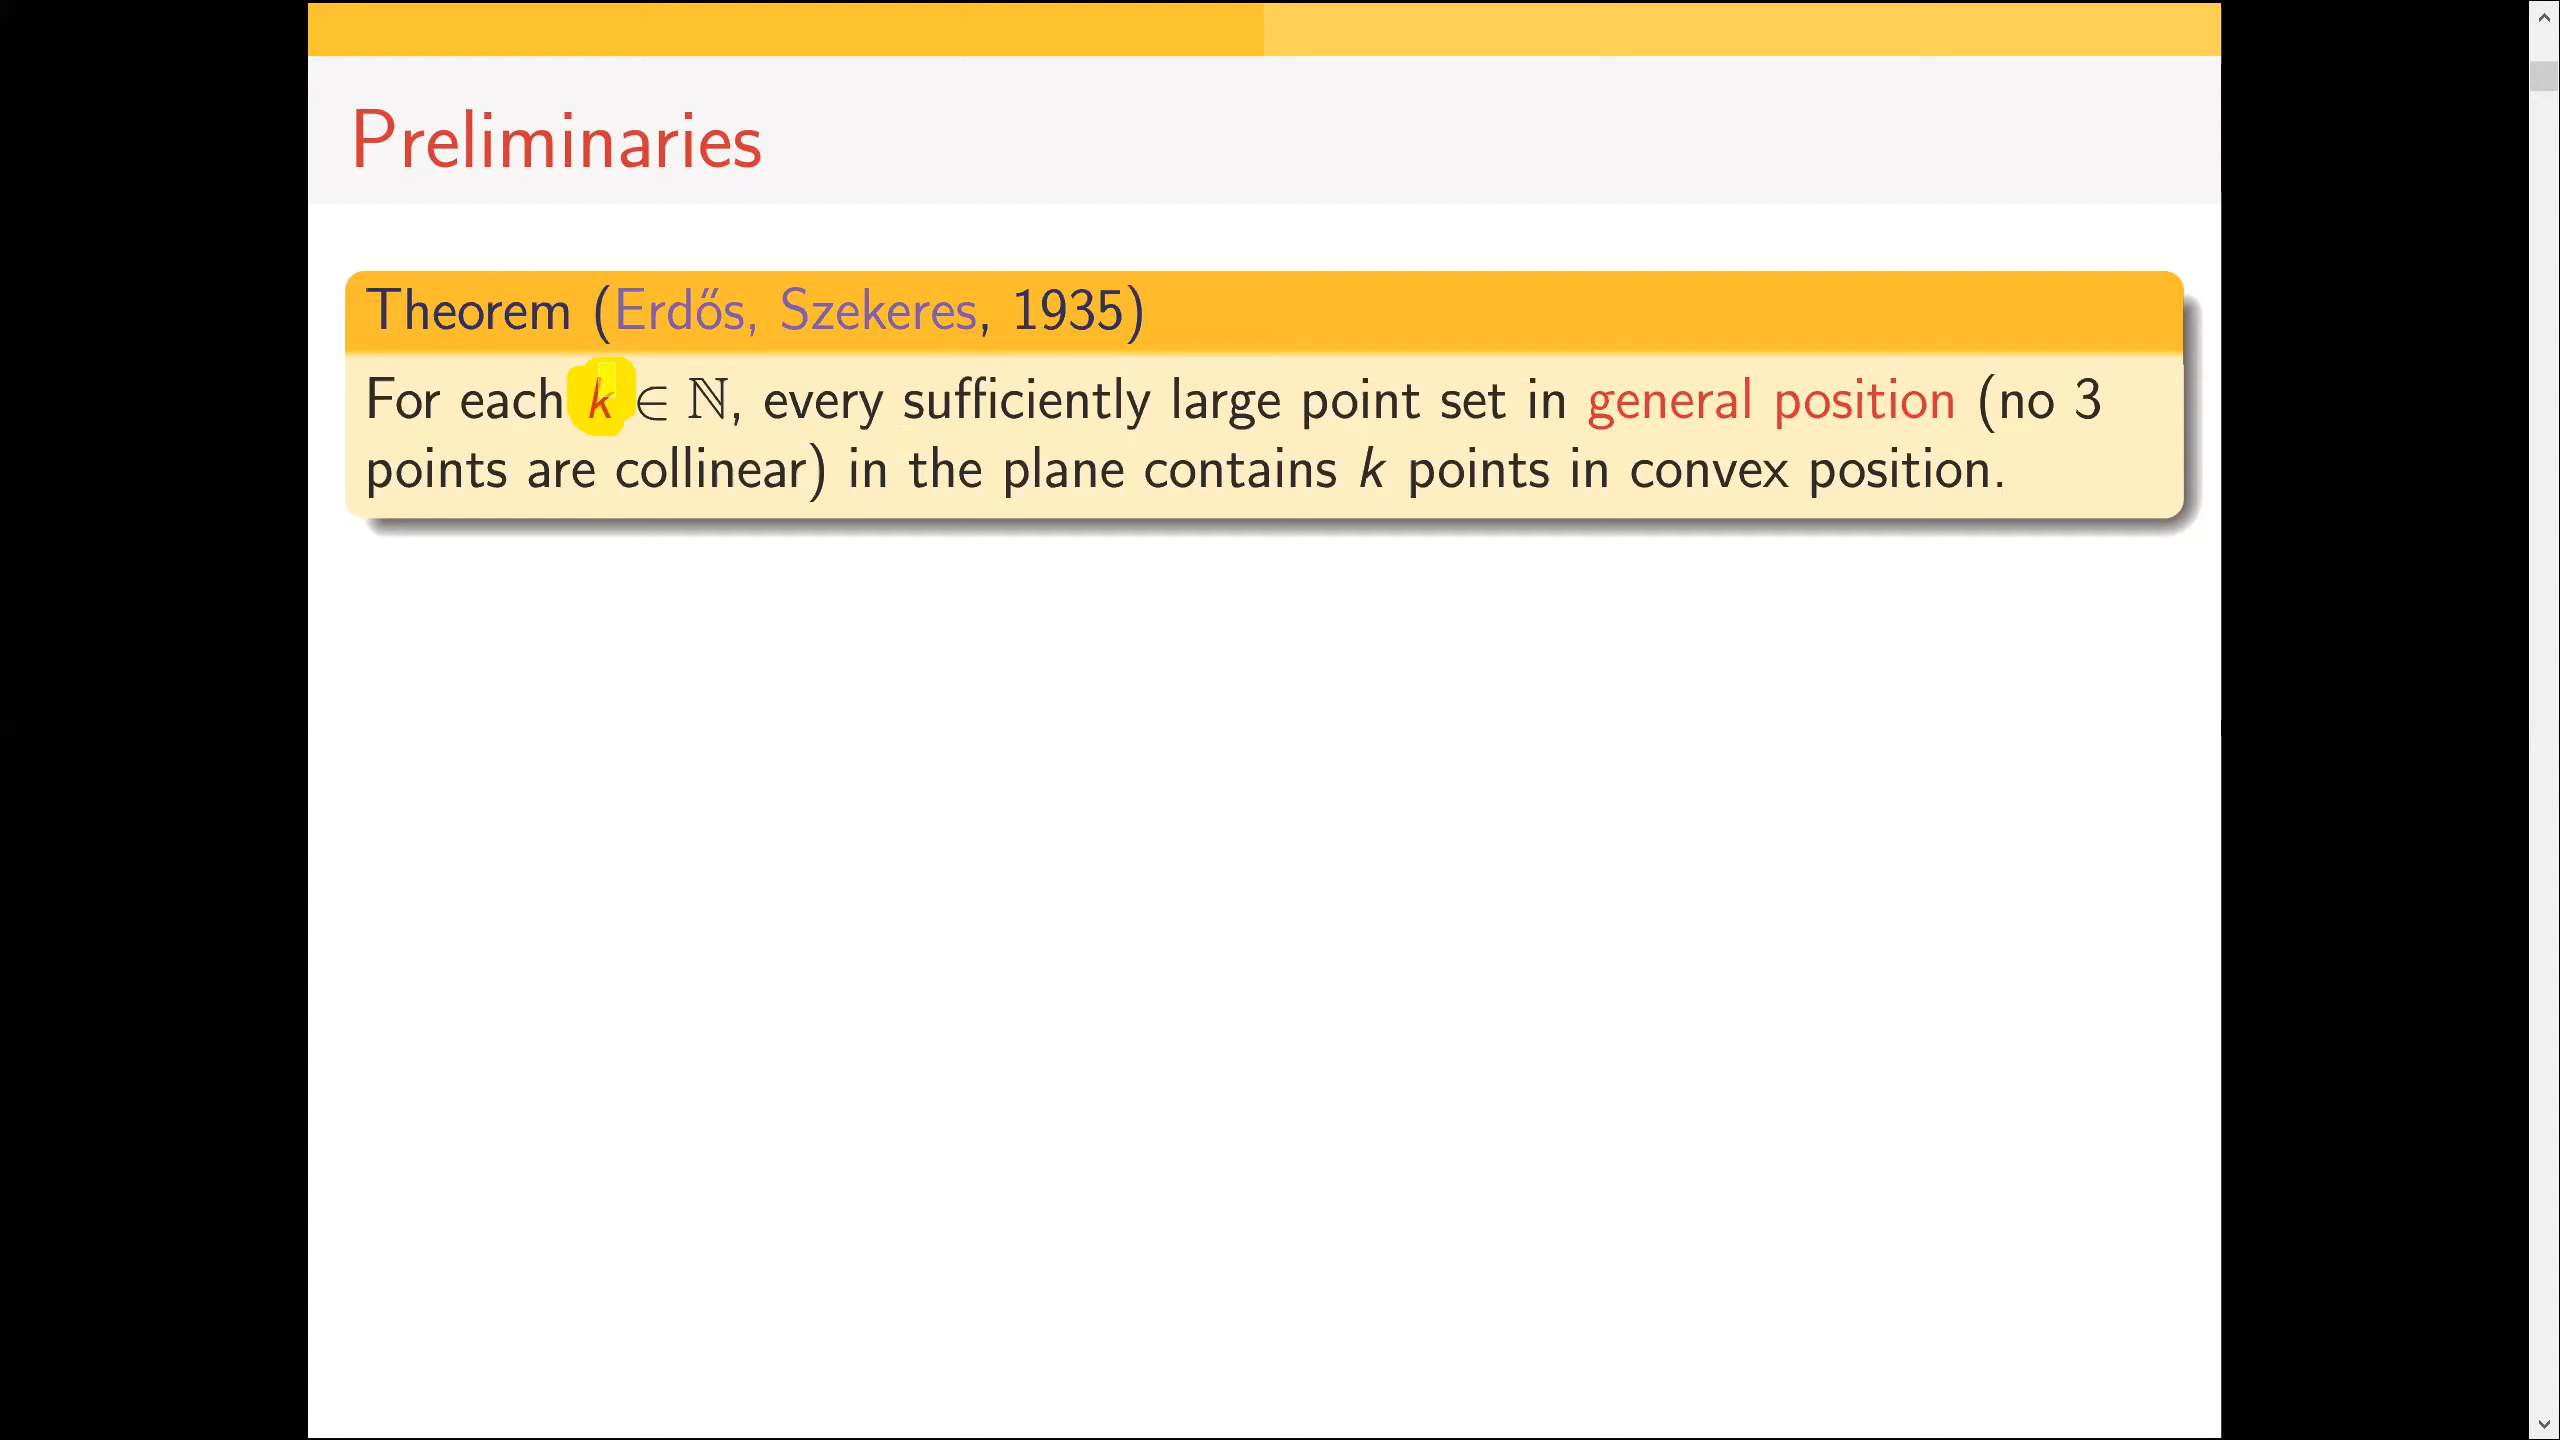 Preliminaries
Theorem (Erdős, Szekeres, 1935)
For each k ∈ ℕ, every sufficiently large point set in general position (no 3
points are collinear) in the plane contains k points in convex position.